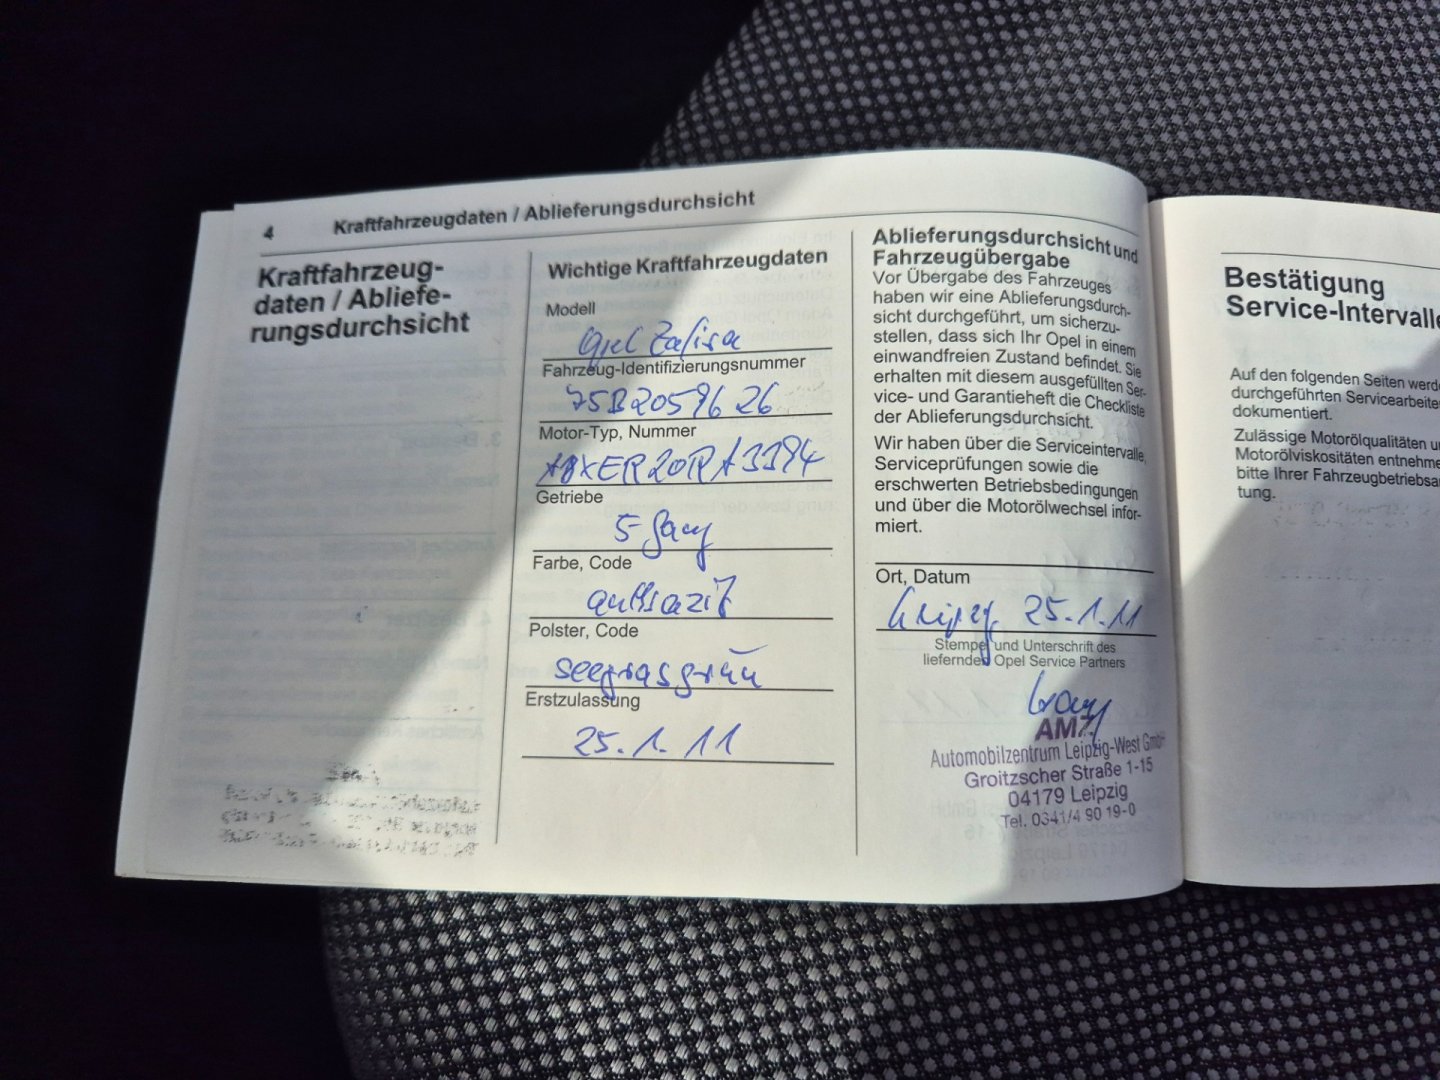 4 Kraftfahrzeugdaten / Ablieferungsdurchsicht
Kraftfahrzeug-
daten / Abliefe-
rungsdurchsicht
Wichtige Kraftfahrzeugdaten
Modell
Opel Zafira
Fahrzeug-Identifizierungsnummer
75B20596 26
Motor-Typ, Nummer
Getriebe
5-Gang
Farbe, Code
anthrazit
Polster, Code
seegrasgrün
Erstzulassung
25.1.11
Ablieferungsdurchsicht und
Fahrzeugübergabe
Vor Übergabe des Fahrzeuges
haben wir eine Ablieferungsdurch-
sicht durchgeführt, um sicherzu-
stellen, dass sich Ihr Opel in einem
einwandfreien Zustand befindet. Sie
erhalten mit diesem ausgefüllten Ser-
vice- und Garantieheft die Checkliste
der Ablieferungsdurchsicht.
Wir haben über die Serviceintervalle,
Serviceprüfungen sowie die
erschwerten Betriebsbedingungen
und über die Motorölwechsel infor-
miert.
Ort, Datum
Leipzig, 25.1.11
Stempel und Unterschrift des
liefernden Opel Service Partners
AMZ
Automobilzentrum Leipzig-West GmbH
Groitzscher Straße 1-15
04179 Leipzig
Tel. 0341/4 90 19-0
Bestätigung
Service-Intervalle
Auf den folgenden Seiten werde
durchgeführten Servicearbeiten
dokumentiert.
Zulässige Motorölqualitäten u
Motorölviskositäten entnehme
bitte Ihrer Fahrzeugbetriebsan
tung.